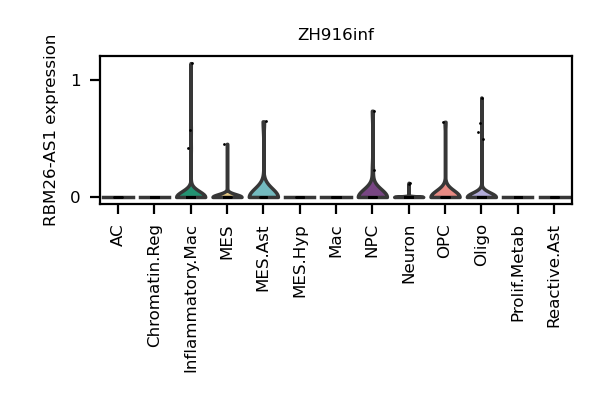 ZH916inf
RBM26-AS1 expression
1
0
AC
Chromatin.Reg
Inflammatory.Mac
MES
MES.Ast
MES.Hyp
Mac
NPC
Neuron
OPC
Oligo
Prolif.Metab
Reactive.Ast